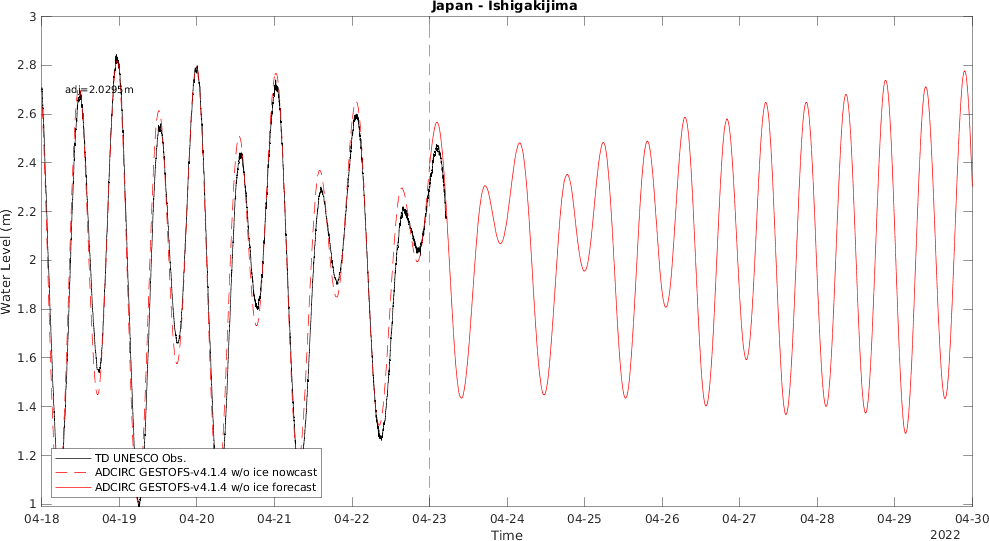 Japan - Ishigakijima
3
2.8
2.6
2.4
2.2
2
1.8
1.6
1.4
1.2
1
Water Level (m)
adj=2.0295m
TD UNESCO Obs.
ADCIRC GESTOFS-v4.1.4 w/o ice nowcast
ADCIRC GESTOFS-v4.1.4 w/o ice forecast
04-18 04-19 04-20 04-21 04-22 04-23 04-24 04-25 04-26 04-27 04-28 04-29 04-30
Time
2022